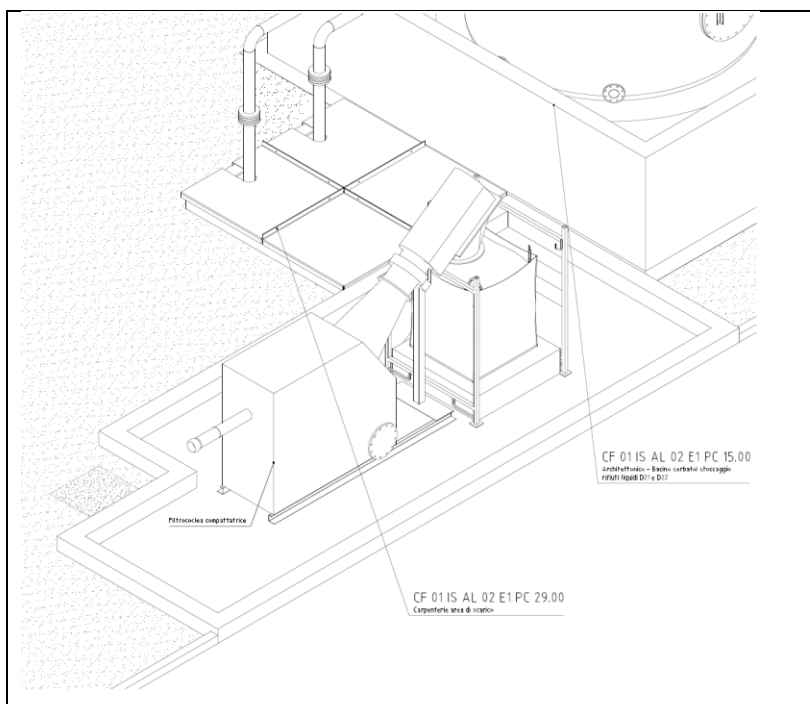 CF 01 IS AL 02 E1 PC 15.00
Architettonico - Bacino serbatoi stoccaggio
rifiuti liquidi D21 e D22
Filtrococlea compattatrice
CF 01 IS AL 02 E1 PC 29.00
Carpenterie area di scarico